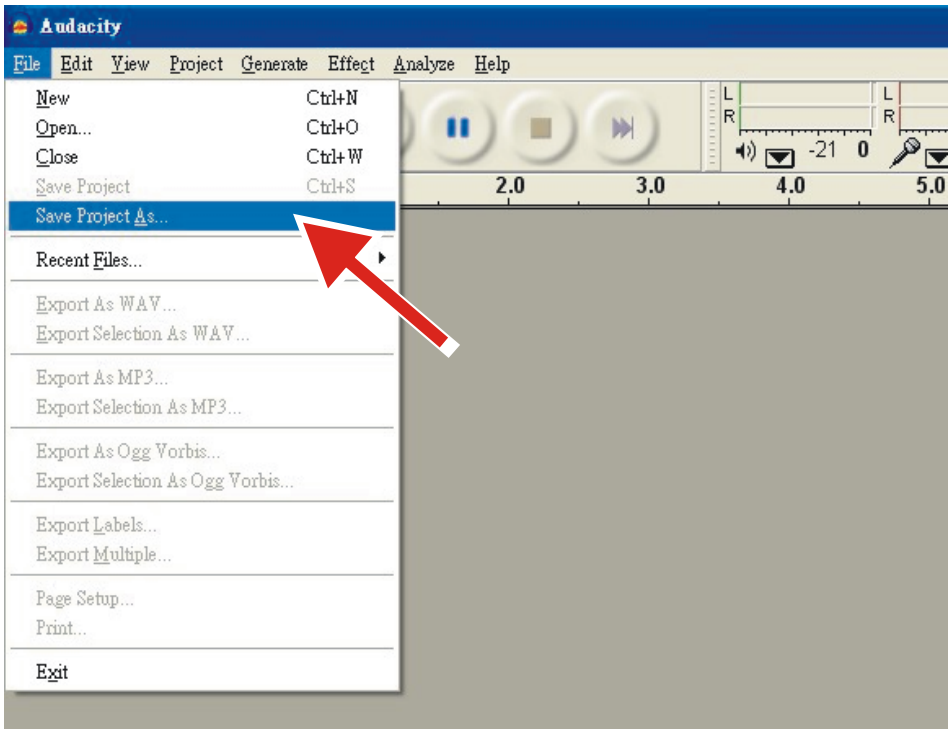 Audacity
File Edit View Project Generate Effect Analyze Help
New Ctrl+N
Open... Ctrl+O
Close Ctrl+W
Save Project Ctrl+S
Save Project As...
Recent Files...
Export As WAV...
Export Selection As WAV...
Export As MP3...
Export Selection As MP3...
Export As Ogg Vorbis...
Export Selection As Ogg Vorbis...
Export Labels...
Export Multiple...
Page Setup...
Print...
Exit
L L
R R
-21 0
2.0 3.0 4.0 5.0